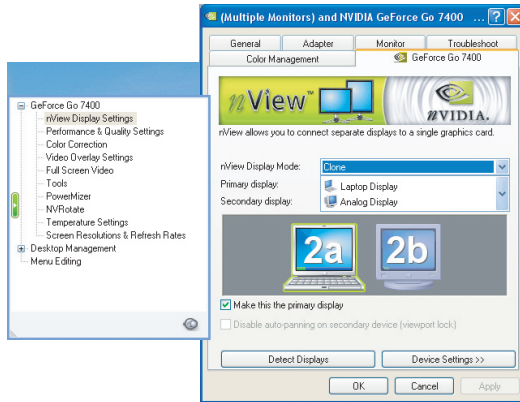 (Multiple Monitors) and NVIDIA GeForce Go 7400 ...
General Adapter Monitor Troubleshoot
Color Management GeForce Go 7400
nView™ nVIDIA.
nView allows you to connect separate displays to a single graphics card.
nView Display Mode: Clone
Primary display: Laptop Display
Secondary display: Analog Display
2a 2b
Make this the primary display
Disable auto-panning on secondary device (viewport lock)
Detect Displays Device Settings >>
OK Cancel Apply
GeForce Go 7400
nView Display Settings
Performance & Quality Settings
Color Correction
Video Overlay Settings
Full Screen Video
Tools
PowerMizer
NVRotate
Temperature Settings
Screen Resolutions & Refresh Rates
Desktop Management
Menu Editing